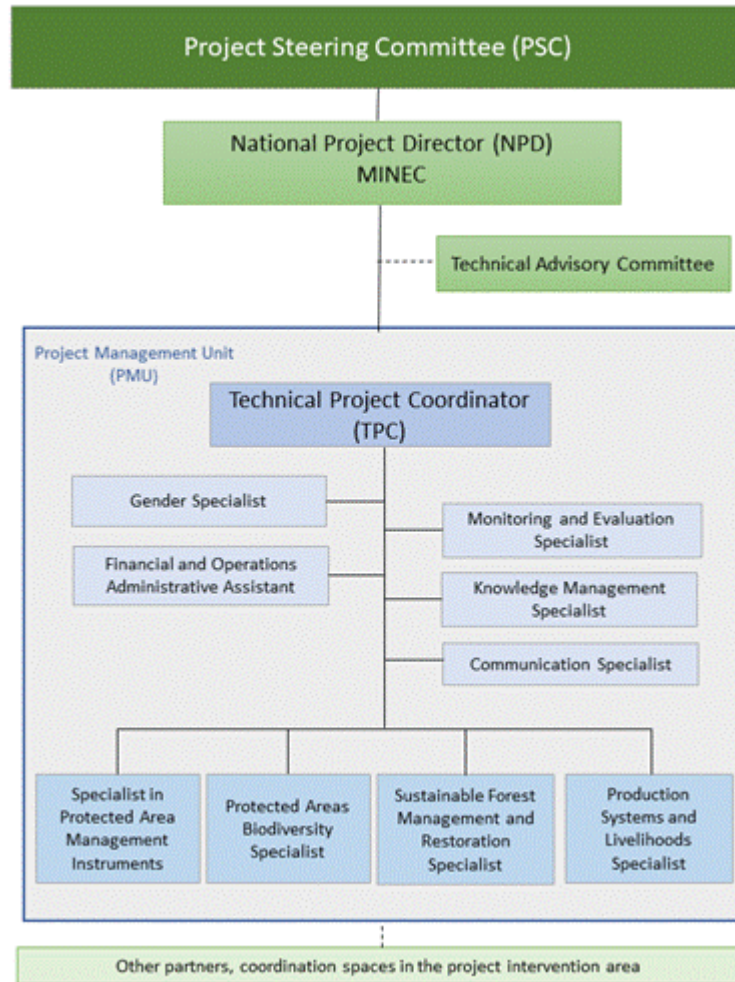 Project Steering Committee (PSC)
National Project Director (NPD)
MINEC
Technical Advisory Committee
Project Management Unit
(PMU)
Technical Project Coordinator
(TPC)
Gender Specialist
Monitoring and Evaluation
Specialist
Financial and Operations
Administrative Assistant
Knowledge Management
Specialist
Communication Specialist
Specialist in
Protected Area
Management
Instruments
Protected Areas
Biodiversity
Specialist
Sustainable Forest
Management and
Restoration
Specialist
Production
Systems and
Livelihoods
Specialist
Other partners, coordination spaces in the project intervention area